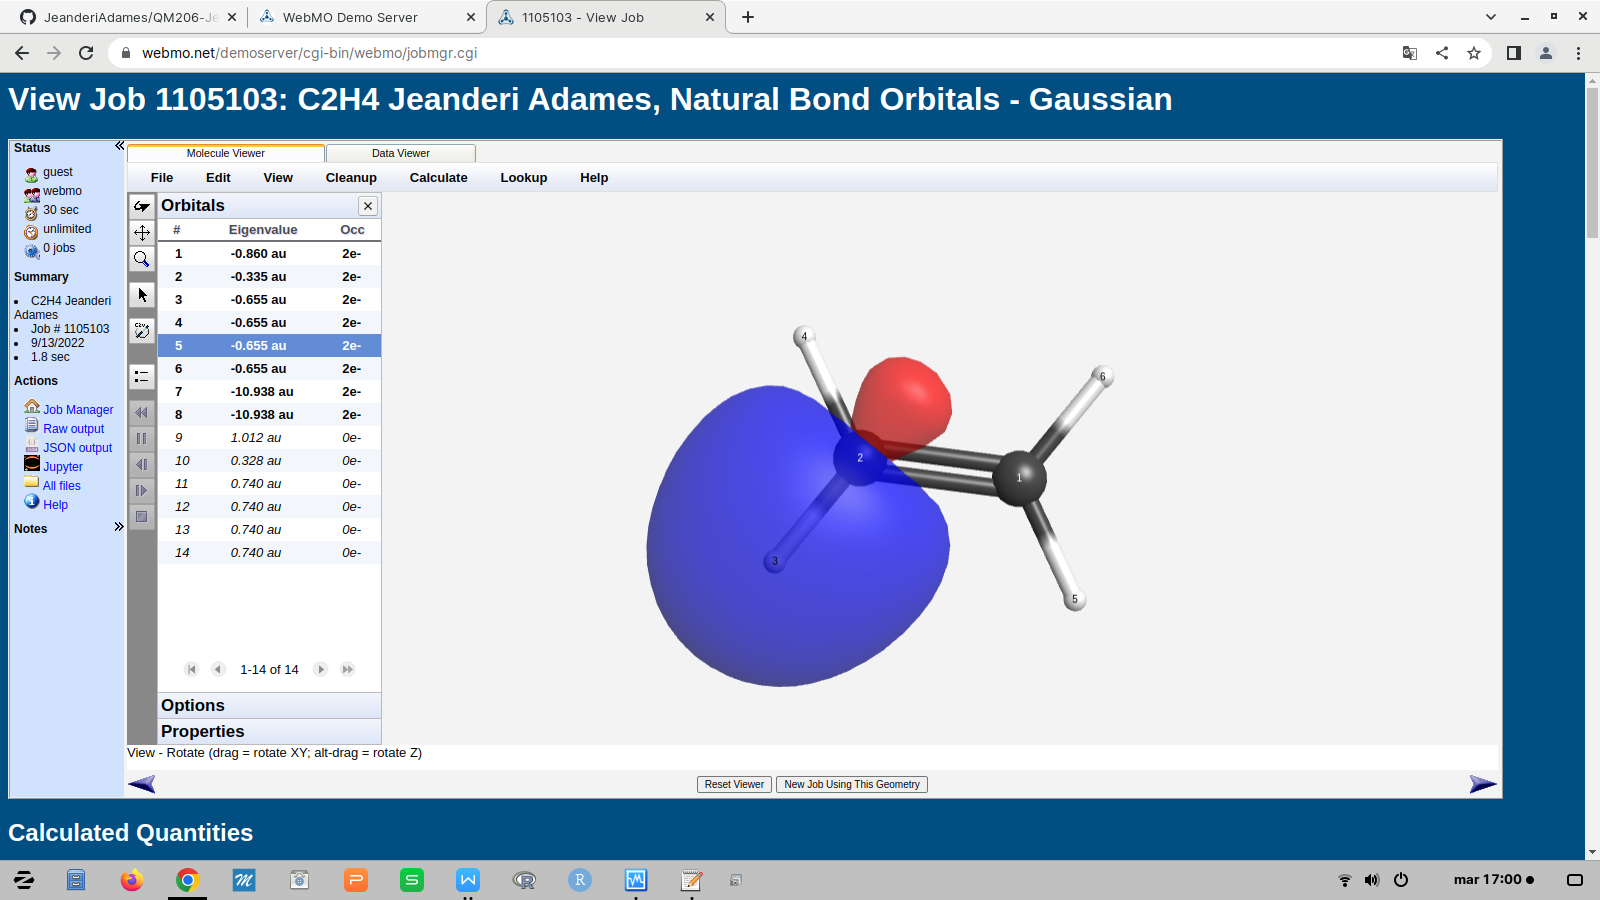 JeanderiAdames/QM206-Je
WebMO Demo Server
1105103 - View Job
webmo.net/demoserver/cgi-bin/webmo/jobmgr.cgi
View Job 1105103: C2H4 Jeanderi Adames, Natural Bond Orbitals - Gaussian
Status
guest
webmo
30 sec
unlimited
0 jobs
Summary
C2H4 Jeanderi
Adames
Job # 1105103
9/13/2022
1.8 sec
Actions
Job Manager
Raw output
JSON output
Jupyter
All files
Help
Notes
Molecule Viewer Data Viewer
File Edit View Cleanup Calculate Lookup Help
Orbitals
# Eigenvalue Occ
1 -0.860 au 2e-
2 -0.335 au 2e-
3 -0.655 au 2e-
4 -0.655 au 2e-
5 -0.655 au 2e-
6 -0.655 au 2e-
7 -10.938 au 2e-
8 -10.938 au 2e-
9 1.012 au 0e-
10 0.328 au 0e-
11 0.740 au 0e-
12 0.740 au 0e-
13 0.740 au 0e-
14 0.740 au 0e-
1-14 of 14
Options
Properties
4
6
2
1
3
5
View - Rotate (drag = rotate XY; alt-drag = rotate Z)
Reset Viewer New Job Using This Geometry
Calculated Quantities
mar 17:00